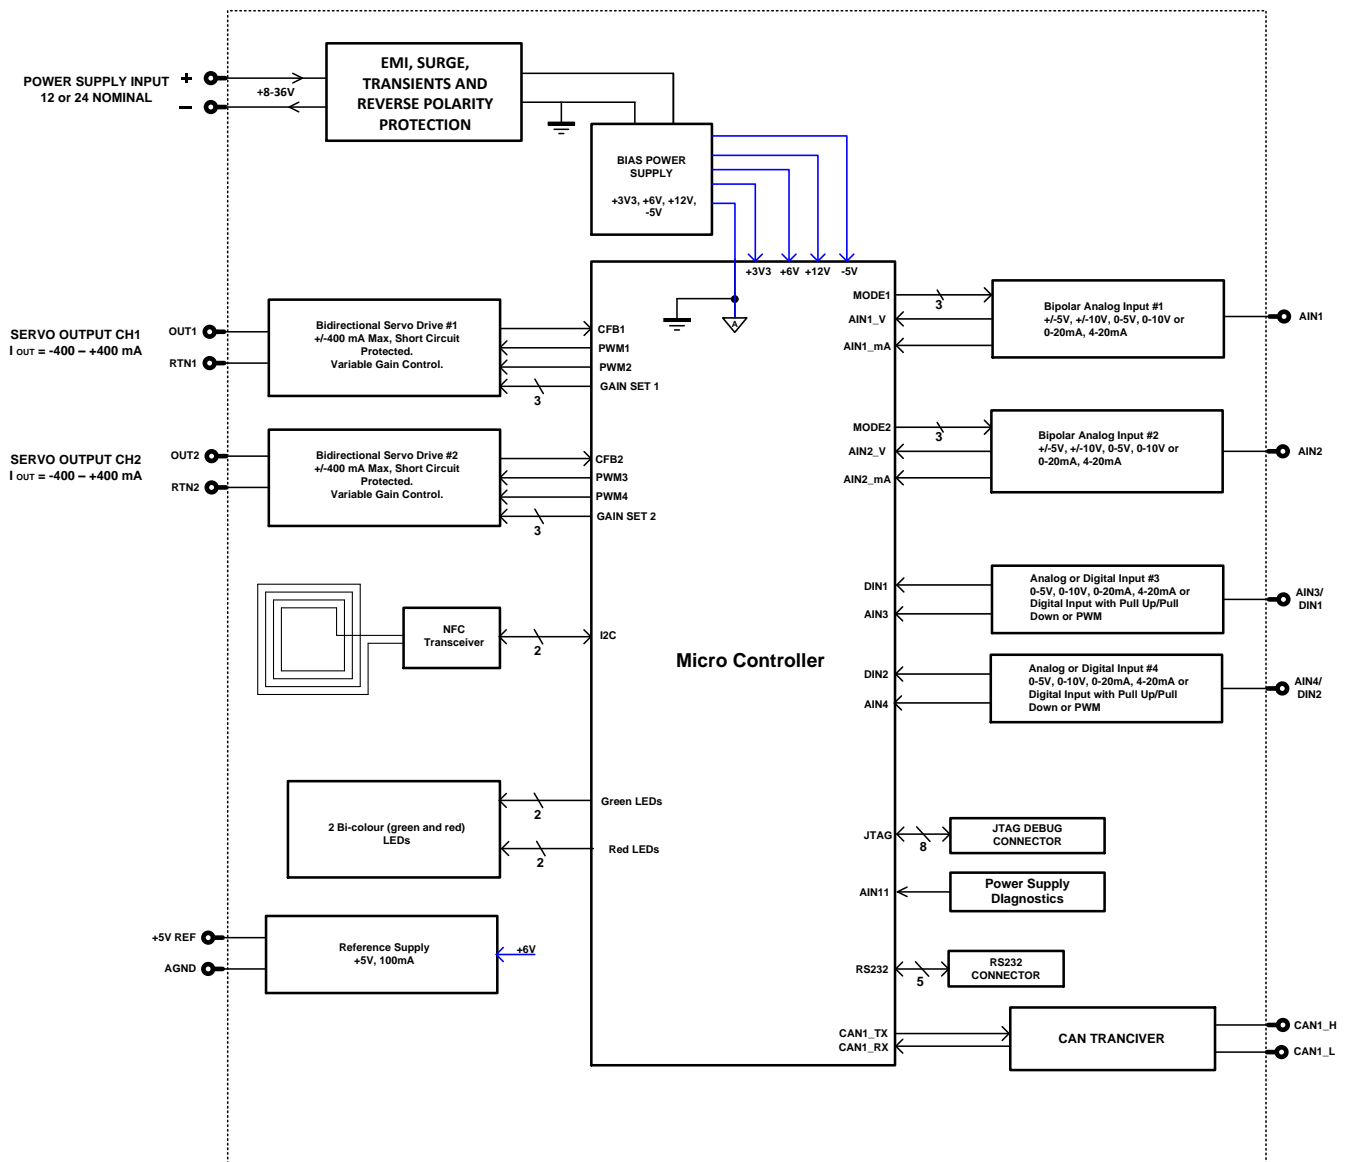 POWER SUPPLY INPUT
12 or 24 NOMINAL
+
–
+8-36V
EMI, SURGE,
TRANSIENTS AND
REVERSE POLARITY
PROTECTION
BIAS POWER
SUPPLY
+3V3, +6V, +12V,
-5V
+3V3 +6V +12V -5V
A
SERVO OUTPUT CH1
I OUT = -400 – +400 mA
OUT1
RTN1
Bidirectional Servo Drive #1
+/-400 mA Max, Short Circuit
Protected.
Variable Gain Control.
CFB1
PWM1
PWM2
GAIN SET 1
3
SERVO OUTPUT CH2
I OUT = -400 – +400 mA
OUT2
RTN2
Bidirectional Servo Drive #2
+/-400 mA Max, Short Circuit
Protected.
Variable Gain Control.
CFB2
PWM3
PWM4
GAIN SET 2
3
NFC
Transceiver
2
I2C
Micro Controller
2 Bi-colour (green and red)
LEDs
2
Green LEDs
2
Red LEDs
+5V REF
AGND
Reference Supply
+5V, 100mA
+6V
MODE1
3
AIN1_V
AIN1_mA
Bipolar Analog Input #1
+/-5V, +/-10V, 0-5V, 0-10V or
0-20mA, 4-20mA
AIN1
MODE2
3
AIN2_V
AIN2_mA
Bipolar Analog Input #2
+/-5V, +/-10V, 0-5V, 0-10V or
0-20mA, 4-20mA
AIN2
DIN1
AIN3
Analog or Digital Input #3
0-5V, 0-10V, 0-20mA, 4-20mA or
Digital Input with Pull Up/Pull
Down or PWM
AIN3/
DIN1
DIN2
AIN4
Analog or Digital Input #4
0-5V, 0-10V, 0-20mA, 4-20mA or
Digital Input with Pull Up/Pull
Down or PWM
AIN4/
DIN2
JTAG
8
JTAG DEBUG
CONNECTOR
AIN11
Power Supply
DIagnostics
RS232
5
RS232
CONNECTOR
CAN1_TX
CAN1_RX
CAN TRANCIVER
CAN1_H
CAN1_L